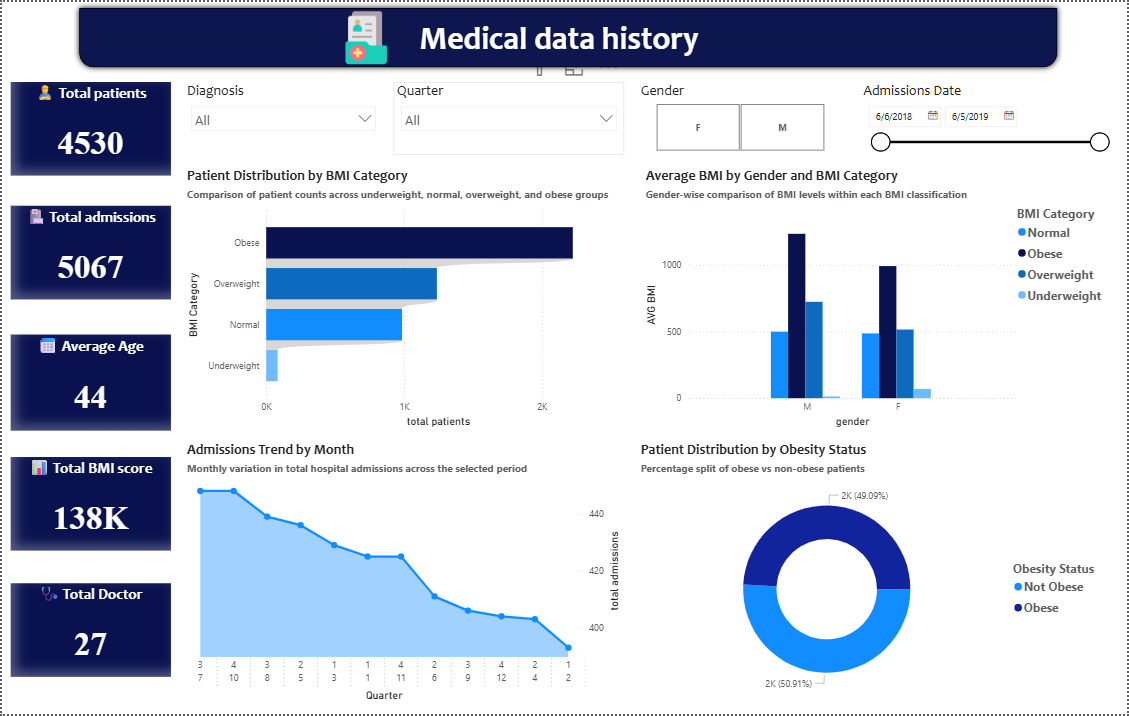 Medical data history
Total patients
4530
Total admissions
5067
Average Age
44
Total BMI score
138K
Total Doctor
27
Diagnosis
All
Quarter
All
Gender
F
M
Admissions Date
6/6/2018
6/5/2019
Patient Distribution by BMI Category
Comparison of patient counts across underweight, normal, overweight, and obese groups
BMI Category
Obese
Overweight
Normal
Underweight
0K 1K 2K
total patients
Average BMI by Gender and BMI Category
Gender-wise comparison of BMI levels within each BMI classification
BMI Category
Normal
Obese
Overweight
Underweight
AVG BMI
1000
500
0
M F
gender
Admissions Trend by Month
Monthly variation in total hospital admissions across the selected period
440
420
400
total admissions
3 4 3 2 1 1 4 2 3 4 2 1
7 10 8 5 3 1 11 6 9 12 4 2
Quarter
Patient Distribution by Obesity Status
Percentage split of obese vs non-obese patients
2K (49.09%)
2K (50.91%)
Obesity Status
Not Obese
Obese